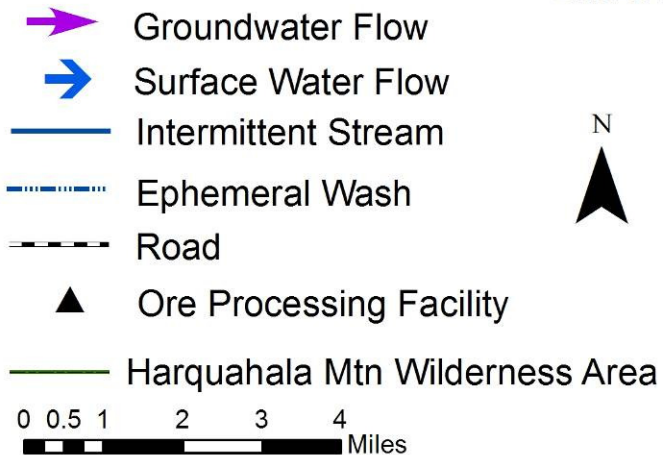 Groundwater Flow
Surface Water Flow
Intermittent Stream
N
Ephemeral Wash
Road
Ore Processing Facility
Harquahala Mtn Wilderness Area
0 0.5 1 2 3 4
Miles